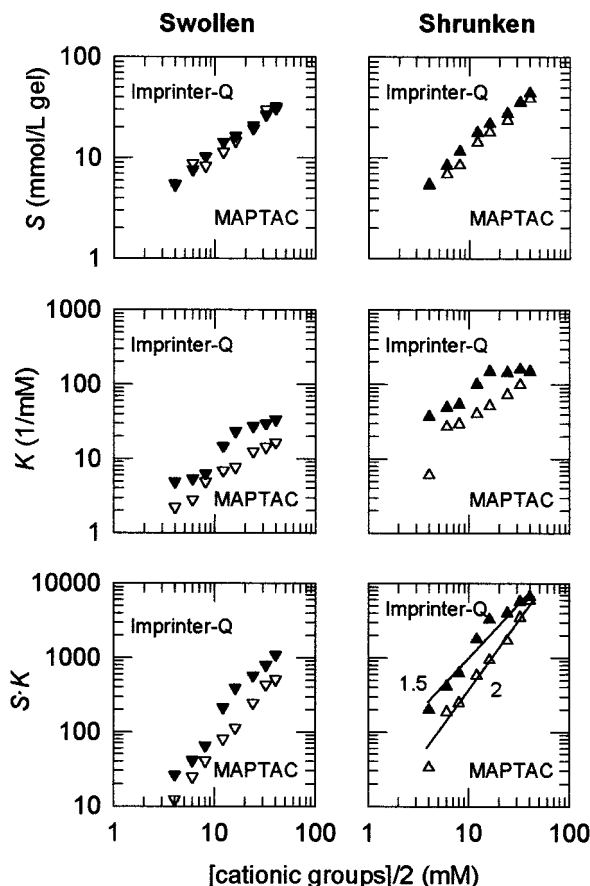 Swollen
Shrunken
S (mmol/L gel)
100
10
1
Imprinter-Q
MAPTAC
Imprinter-Q
MAPTAC
K (1/mM)
1000
100
10
1
Imprinter-Q
MAPTAC
Imprinter-Q
MAPTAC
S·K
10000
1000
100
10
Imprinter-Q
MAPTAC
Imprinter-Q
1.5
2
MAPTAC
1 10 100
1 10 100
[cationic groups]/2 (mM)